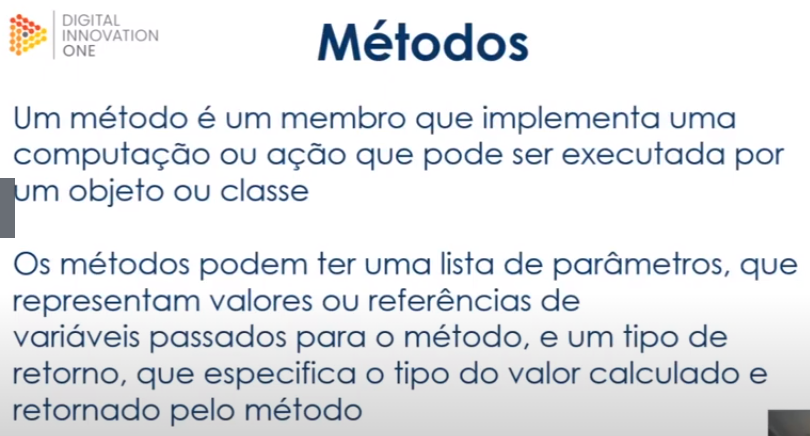 DIGITAL
INNOVATION
ONE
Métodos
Um método é um membro que implementa uma
computação ou ação que pode ser executada por
um objeto ou classe
Os métodos podem ter uma lista de parâmetros, que
representam valores ou referências de
variáveis passados para o método, e um tipo de
retorno, que especifica o tipo do valor calculado e
retornado pelo método